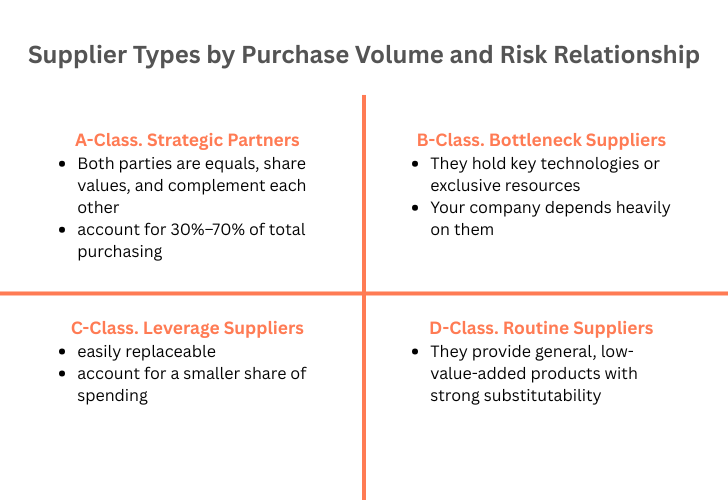 Supplier Types by Purchase Volume and Risk Relationship
A-Class. Strategic Partners
• Both parties are equals, share
values, and complement each
other
• account for 30%–70% of total
purchasing
B-Class. Bottleneck Suppliers
• They hold key technologies or
exclusive resources
• Your company depends heavily
on them
C-Class. Leverage Suppliers
• easily replaceable
• account for a smaller share of
spending
D-Class. Routine Suppliers
• They provide general, low-
value-added products with
strong substitutability